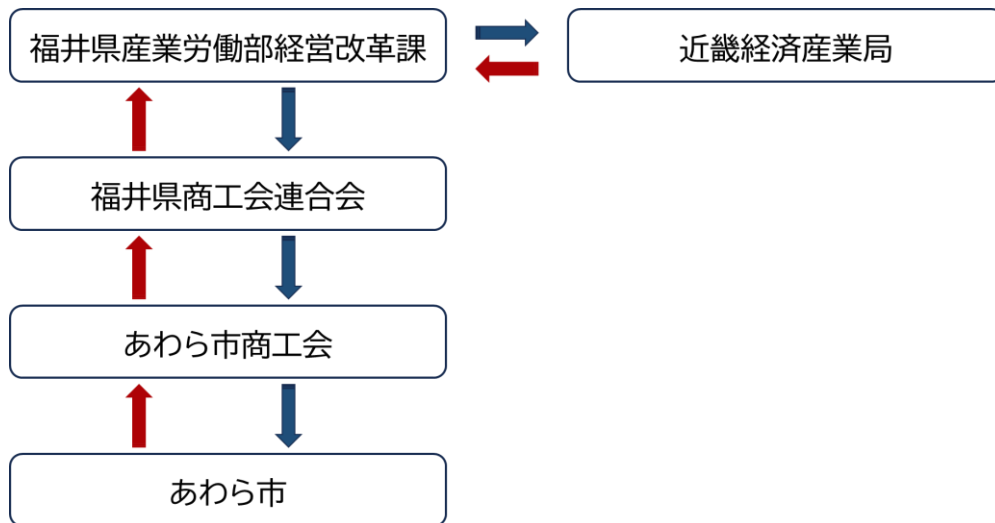 福井県産業労働部経営改革課
近畿経済産業局
福井県商工会連合会
あわら市商工会
あわら市